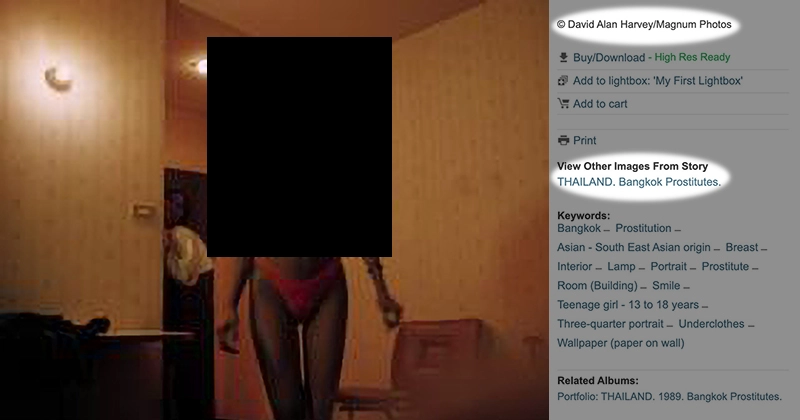 © David Alan Harvey/Magnum Photos
Buy/Download - High Res Ready
Add to lightbox: 'My First Lightbox'
Add to cart
Print
View Other Images From Story
THAILAND. Bangkok Prostitutes.
Keywords:
Bangkok – Prostitution –
Asian - South East Asian origin – Breast –
Interior – Lamp – Portrait – Prostitute –
Room (Building) – Smile –
Teenage girl - 13 to 18 years –
Three-quarter portrait – Underclothes –
Wallpaper (paper on wall)
Related Albums:
Portfolio: THAILAND. 1989. Bangkok Prostitutes.